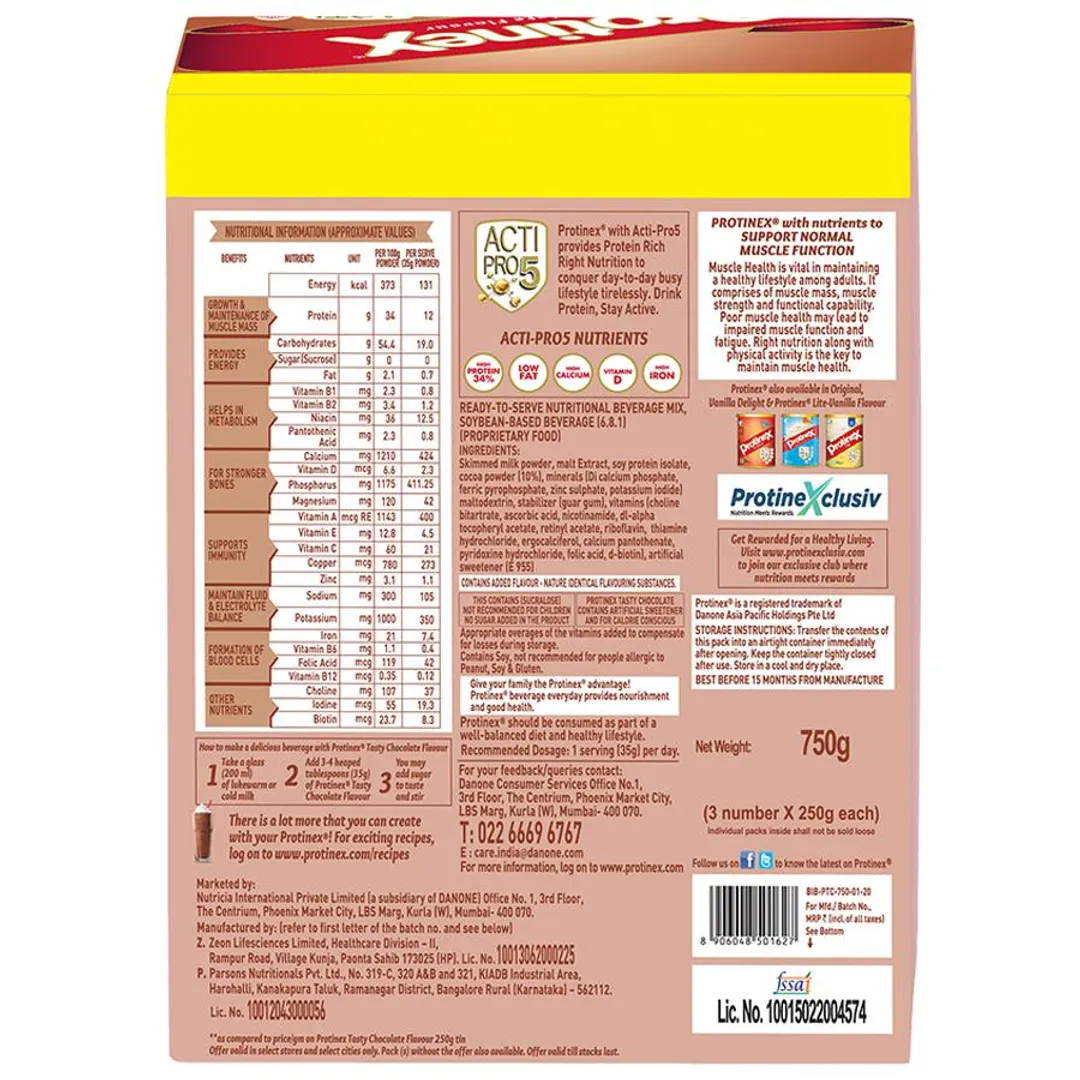 Protinex
NUTRITIONAL INFORMATION (APPROXIMATE VALUES)
BENEFITS NUTRIENTS UNIT PER 100g POWDER PER SERVE (35g POWDER)
Energy kcal 373 131
GROWTH & MAINTENANCE OF MUSCLE MASS Protein g 34 12
PROVIDES ENERGY Carbohydrates g 54.4 19.0
Sugar (Sucrose) g 0 0
Fat g 2.1 0.7
HELPS IN METABOLISM Vitamin B1 mg 2.3 0.8
Vitamin B2 mg 3.4 1.2
Niacin mg 36 12.5
Pantothenic Acid mg 2.3 0.8
FOR STRONGER BONES Calcium mg 1210 424
Vitamin D mcg 6.6 2.3
Phosphorus mg 1175 411.25
Magnesium mg 120 42
SUPPORTS IMMUNITY Vitamin A mcg RE 1143 400
Vitamin E mg 12.8 4.5
Vitamin C mg 60 21
Copper mcg 780 273
Zinc mg 3.1 1.1
MAINTAIN FLUID & ELECTROLYTE BALANCE Sodium mg 300 105
Potassium mg 1000 350
FORMATION OF BLOOD CELLS Iron mg 21 7.4
Vitamin B6 mg 1.1 0.4
Folic Acid mcg 119 42
Vitamin B12 mcg 0.35 0.12
OTHER NUTRIENTS Choline mg 107 37
Iodine mcg 55 19.3
Biotin mcg 23.7 8.3
How to make a delicious beverage with Protinex® Tasty Chocolate Flavour
1 Take a glass (200 ml) of lukewarm or cold milk
2 Add 3-4 heaped tablespoons (35g) of Protinex® Tasty Chocolate Flavour
3 You may add sugar to taste and stir
There is a lot more that you can create
with your Protinex®! For exciting recipes,
log on to www.protinex.com/recipes
ACTI
PRO5
Protinex® with Acti-Pro5
provides Protein Rich
Right Nutrition to
conquer day-to-day busy
lifestyle tirelessly. Drink
Protein, Stay Active.
ACTI-PRO5 NUTRIENTS
HIGH PROTEIN 34%
LOW FAT
HIGH CALCIUM
VITAMIN D
HIGH IRON
READY-TO-SERVE NUTRITIONAL BEVERAGE MIX,
SOYBEAN-BASED BEVERAGE (6.8.1)
(PROPRIETARY FOOD)
INGREDIENTS:
Skimmed milk powder, malt Extract, soy protein isolate,
cocoa powder (10%), minerals (Di calcium phosphate,
ferric pyrophosphate, zinc sulphate, potassium iodide)
maltodextrin, stabilizer (guar gum), vitamins (choline
bitartrate, ascorbic acid, nicotinamide, dl-alpha
tocopheryl acetate, retinyl acetate, riboflavin, thiamine
hydrochloride, ergocalciferol, calcium pantothenate,
pyridoxine hydrochloride, folic acid, d-biotin), artificial
sweetener (E 955)
CONTAINS ADDED FLAVOUR - NATURE IDENTICAL FLAVOURING SUBSTANCES.
THIS CONTAINS (SUCRALOSE)
NOT RECOMMENDED FOR CHILDREN
NO SUGAR ADDED IN THE PRODUCT
PROTINEX TASTY CHOCOLATE
CONTAINS ARTIFICIAL SWEETENER
AND FOR CALORIE CONSCIOUS
Appropriate overages of the vitamins added to compensate
for losses during storage.
Contains Soy, not recommended for people allergic to
Peanut, Soy & Gluten.
Give your family the Protinex® advantage!
Protinex® beverage everyday provides nourishment
and good health.
Protinex® should be consumed as part of a
well-balanced diet and healthy lifestyle.
Recommended Dosage: 1 serving (35g) per day.
For your feedback/queries contact:
Danone Consumer Services Office No.1,
3rd Floor, The Centrium, Phoenix Market City,
LBS Marg, Kurla (W), Mumbai- 400 070.
T: 022 6669 6767
E : care.india@danone.com
For more information, log on to www.protinex.com
PROTINEX® with nutrients to
SUPPORT NORMAL
MUSCLE FUNCTION
Muscle Health is vital in maintaining
a healthy lifestyle among adults. It
comprises of muscle mass, muscle
strength and functional capability.
Poor muscle health may lead to
impaired muscle function and
fatigue. Right nutrition along with
physical activity is the key to
maintain muscle health.
Protinex® also available in Original,
Vanilla Delight & Protinex® Lite-Vanilla Flavour
Protinex
Protinex
Protinex
ProtineXclusiv
Nutrition Meets Rewards
Get Rewarded for a Healthy Living.
Visit www.protinexclusiv.com
to join our exclusive club where
nutrition meets rewards
Protinex® is a registered trademark of
Danone Asia Pacific Holdings Pte Ltd
STORAGE INSTRUCTIONS: Transfer the contents of
this pack into an airtight container immediately
after opening. Keep the container tightly closed
after use. Store in a cool and dry place.
BEST BEFORE 15 MONTHS FROM MANUFACTURE
Net Weight: 750g
(3 number X 250g each)
Individual packs inside shall not be sold loose
Follow us on f to know the latest on Protinex®
8 906048 501627
BIB-PTC-750-01-20
For Mfd./ Batch No.,
MRP ₹ (incl. of all taxes)
See Bottom
fssai
Lic. No. 10015022004574
Marketed by:
Nutricia International Private Limited (a subsidiary of DANONE) Office No. 1, 3rd Floor,
The Centrium, Phoenix Market City, LBS Marg, Kurla (W), Mumbai- 400 070.
Manufactured by: (refer to first letter of the batch no. and see below)
Z. Zeon Lifesciences Limited, Healthcare Division – II,
Rampur Road, Village Kunja, Paonta Sahib 173025 (HP). Lic. No. 10013062000225
P. Parsons Nutritionals Pvt. Ltd., No. 319-C, 320 A&B and 321, KIADB Industrial Area,
Harohalli, Kanakapura Taluk, Ramanagar District, Bangalore Rural (Karnataka) – 562112.
Lic. No. 10012043000056
**as compared to price/gm on Protinex Tasty Chocolate Flavour 250g tin
Offer valid in select stores and select cities only. Pack (s) without the offer also available. Offer valid till stocks last.